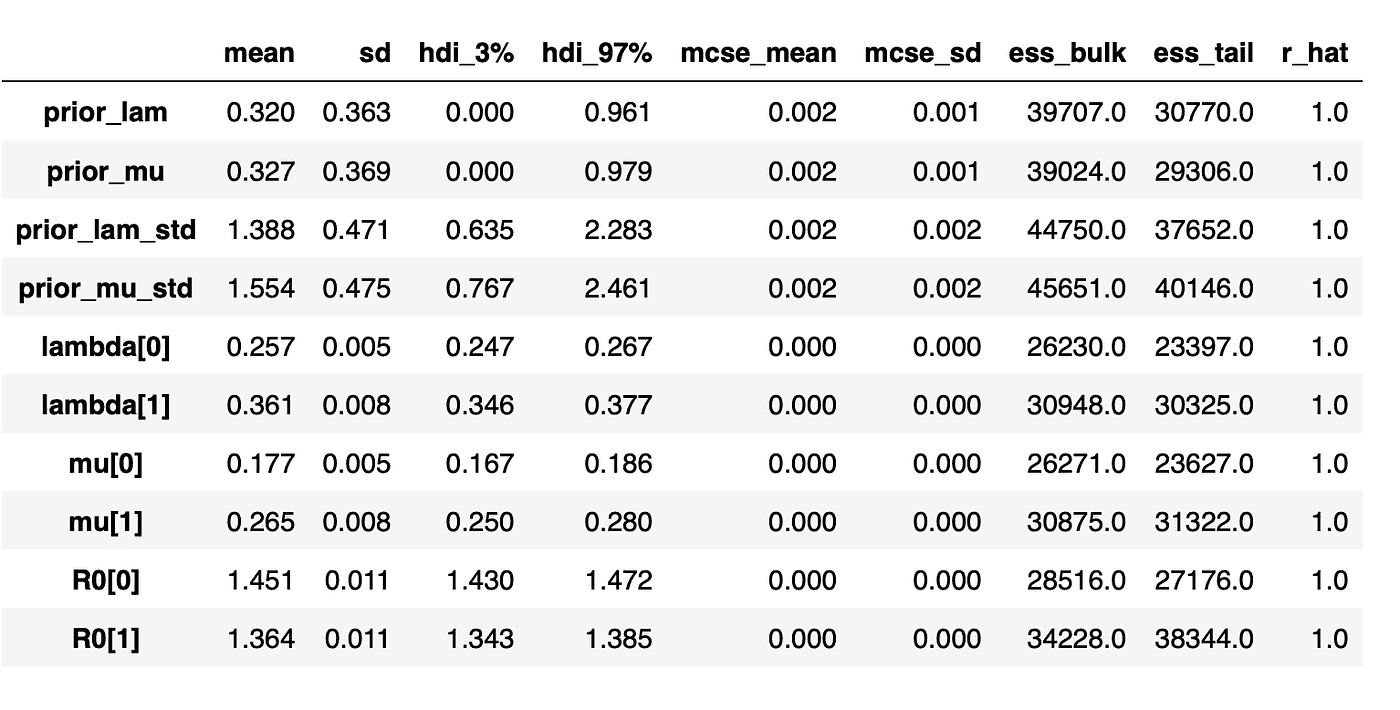 mean sd hdi_3% hdi_97% mcse_mean mcse_sd ess_bulk ess_tail r_hat
prior_lam 0.320 0.363 0.000 0.961 0.002 0.001 39707.0 30770.0 1.0
prior_mu 0.327 0.369 0.000 0.979 0.002 0.001 39024.0 29306.0 1.0
prior_lam_std 1.388 0.471 0.635 2.283 0.002 0.002 44750.0 37652.0 1.0
prior_mu_std 1.554 0.475 0.767 2.461 0.002 0.002 45651.0 40146.0 1.0
lambda[0] 0.257 0.005 0.247 0.267 0.000 0.000 26230.0 23397.0 1.0
lambda[1] 0.361 0.008 0.346 0.377 0.000 0.000 30948.0 30325.0 1.0
mu[0] 0.177 0.005 0.167 0.186 0.000 0.000 26271.0 23627.0 1.0
mu[1] 0.265 0.008 0.250 0.280 0.000 0.000 30875.0 31322.0 1.0
R0[0] 1.451 0.011 1.430 1.472 0.000 0.000 28516.0 27176.0 1.0
R0[1] 1.364 0.011 1.343 1.385 0.000 0.000 34228.0 38344.0 1.0